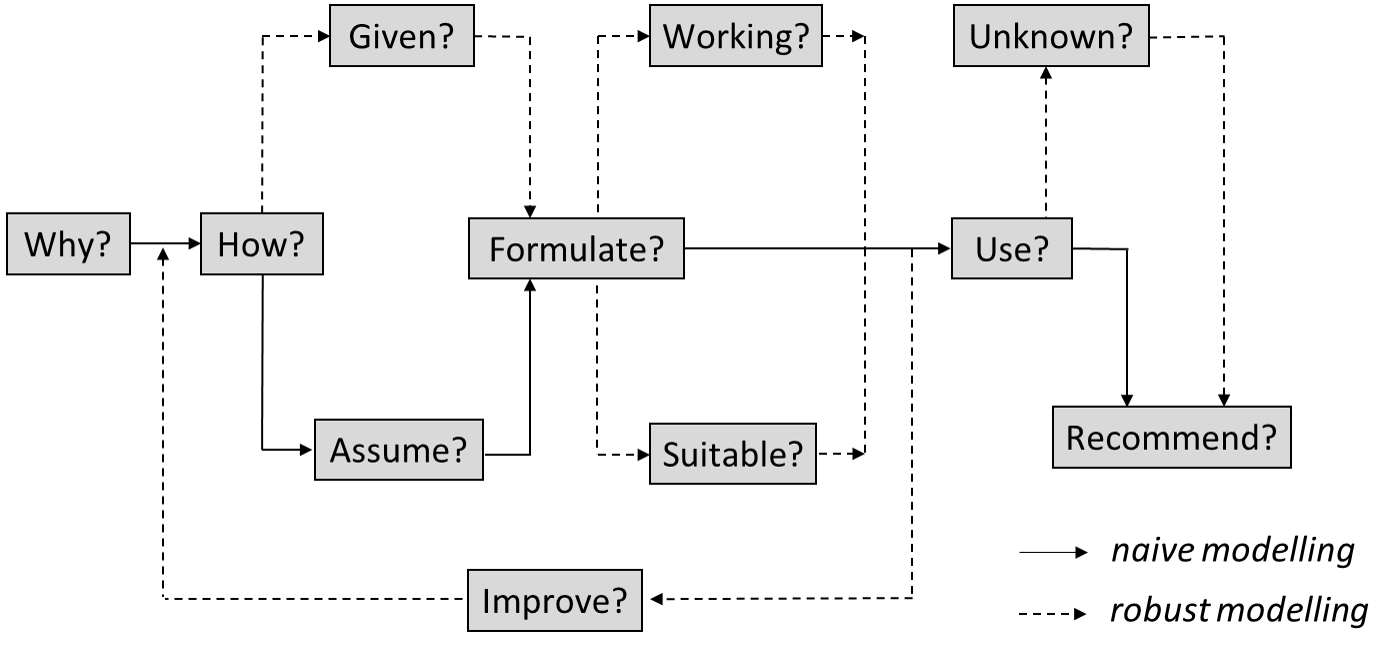 Given?
Working?
Unknown?
Why?
How?
Formulate?
Use?
Assume?
Suitable?
Recommend?
Improve?
naive modelling
robust modelling